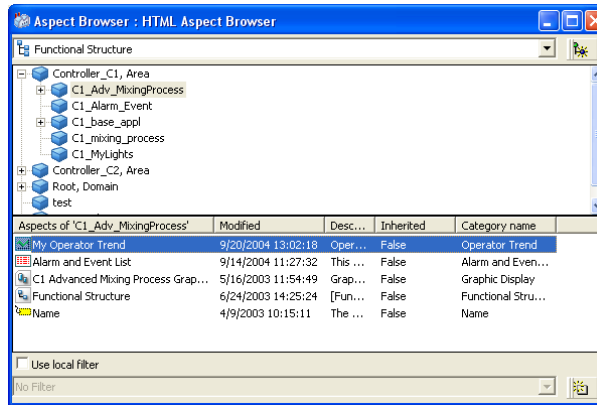 Aspect Browser : HTML Aspect Browser
Functional Structure
Controller_C1, Area
C1_Adv_MixingProcess
C1_Alarm_Event
C1_base_appl
C1_mixing_process
C1_MyLights
Controller_C2, Area
Root, Domain
test
Aspects of 'C1_Adv_MixingProcess' Modified Desc... Inherited Category name
My Operator Trend 9/20/2004 13:02:18 Oper... False Operator Trend
Alarm and Event List 9/14/2004 11:27:32 This ... False Alarm and Even...
C1 Advanced Mixing Process Grap... 5/16/2003 11:54:49 Grap... False Graphic Display
Functional Structure 6/24/2003 14:25:24 [Fun... False Functional Stru...
Name 4/9/2003 10:15:11 The ... False Name
Use local filter
No Filter